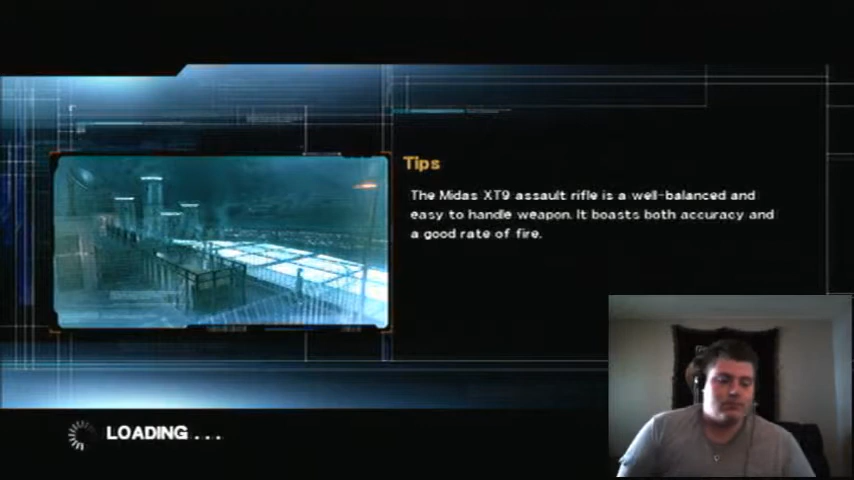 Tips
The Midas XT9 assault rifle is a well-balanced and
easy to handle weapon. It boasts both accuracy and
a good rate of fire.
LOADING...